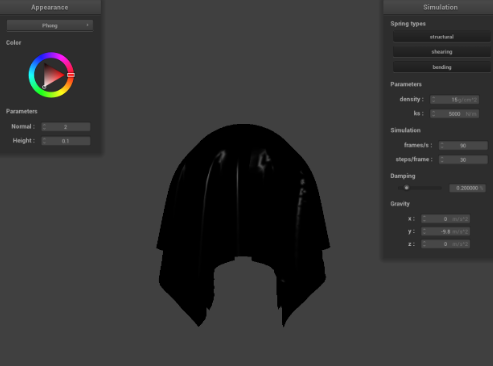 Appearance
Phong
Color
Parameters
Normal : 2
Height : 0.1
Simulation
Spring types
structural
shearing
bending
Parameters
density : 15 g/cm^2
ks : 5000 N/m
Simulation
frames/s : 90
steps/frame : 30
Damping
0.200000 %
Gravity
x : 0 m/s^2
y : -9.8 m/s^2
z : 0 m/s^2